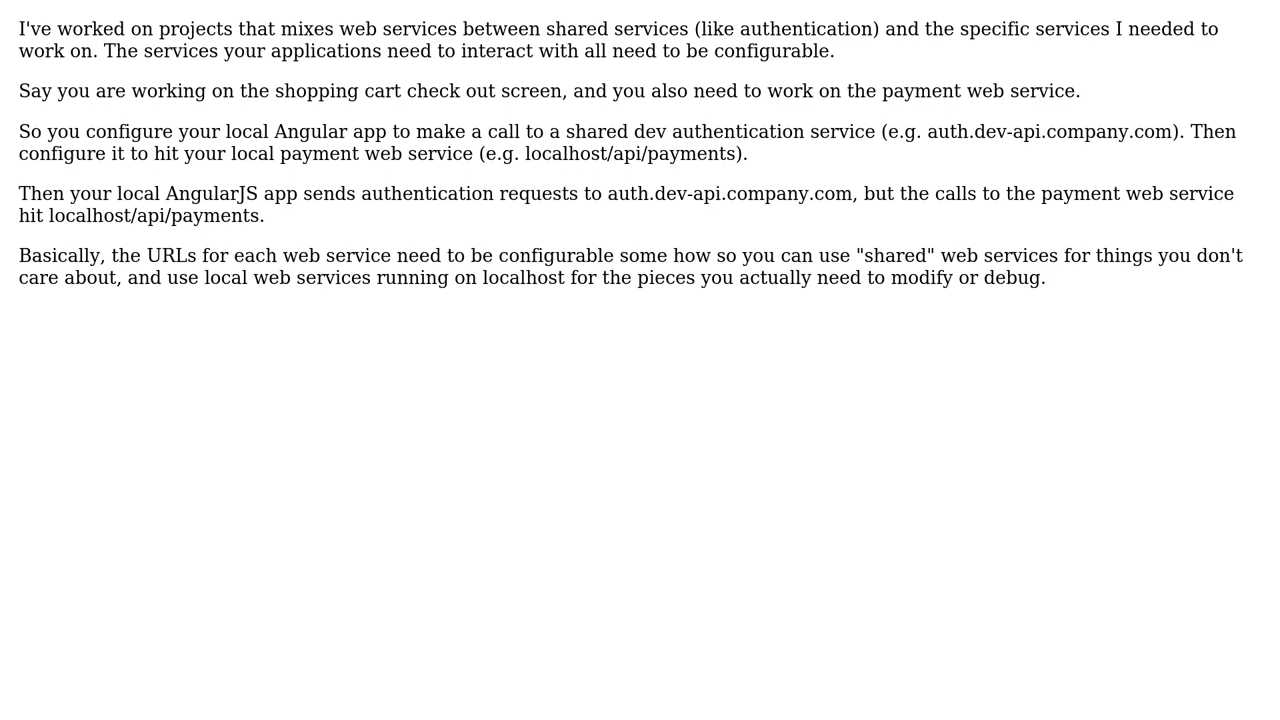 I've worked on projects that mixes web services between shared services (like authentication) and the specific services I needed to
work on. The services your applications need to interact with all need to be configurable.
Say you are working on the shopping cart check out screen, and you also need to work on the payment web service.
So you configure your local Angular app to make a call to a shared dev authentication service (e.g. auth.dev-api.company.com). Then
configure it to hit your local payment web service (e.g. localhost/api/payments).
Then your local AngularJS app sends authentication requests to auth.dev-api.company.com, but the calls to the payment web service
hit localhost/api/payments.
Basically, the URLs for each web service need to be configurable some how so you can use "shared" web services for things you don't
care about, and use local web services running on localhost for the pieces you actually need to modify or debug.